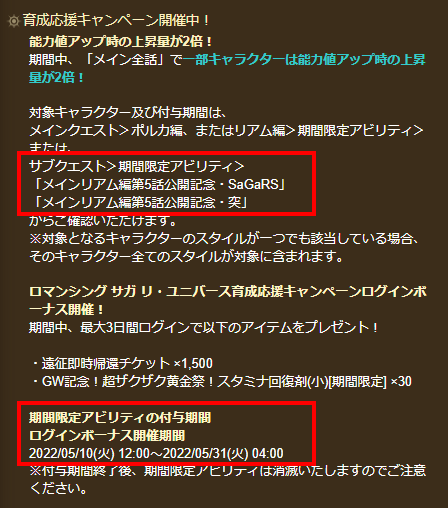 育成応援キャンペーン開催中！
能力値アップ時の上昇量が2倍！
期間中、「メイン全話」で一部キャラクターは能力値アップ時の上昇
量が2倍！
対象キャラクター及び付与期間は、
メインクエスト＞ポルカ編、またはリアム編＞期間限定アビリティ＞
または、
サブクエスト＞期間限定アビリティ＞
「メインリアム編第5話公開記念・SaGaRS」
「メインリアム編第5話公開記念・突」
からご確認いただけます。
※対象となるキャラクターのスタイルが一つでも該当している場合、
そのキャラクター全てのスタイルが対象に含まれます。
ロマンシング サガ リ・ユニバース育成応援キャンペーンログインボ
ーナス開催！
期間中、最大3日間ログインで以下のアイテムをプレゼント！
・遠征即時帰還チケット ×1,500
・GW記念！超ザクザク黄金祭！スタミナ回復剤(小)[期間限定] ×30
期間限定アビリティの付与期間
ログインボーナス開催期間
2022/05/10(火) 12:00～2022/05/31(火) 04:00
※付与期間終了後、期間限定アビリティは消滅いたしますのでご注意
ください。